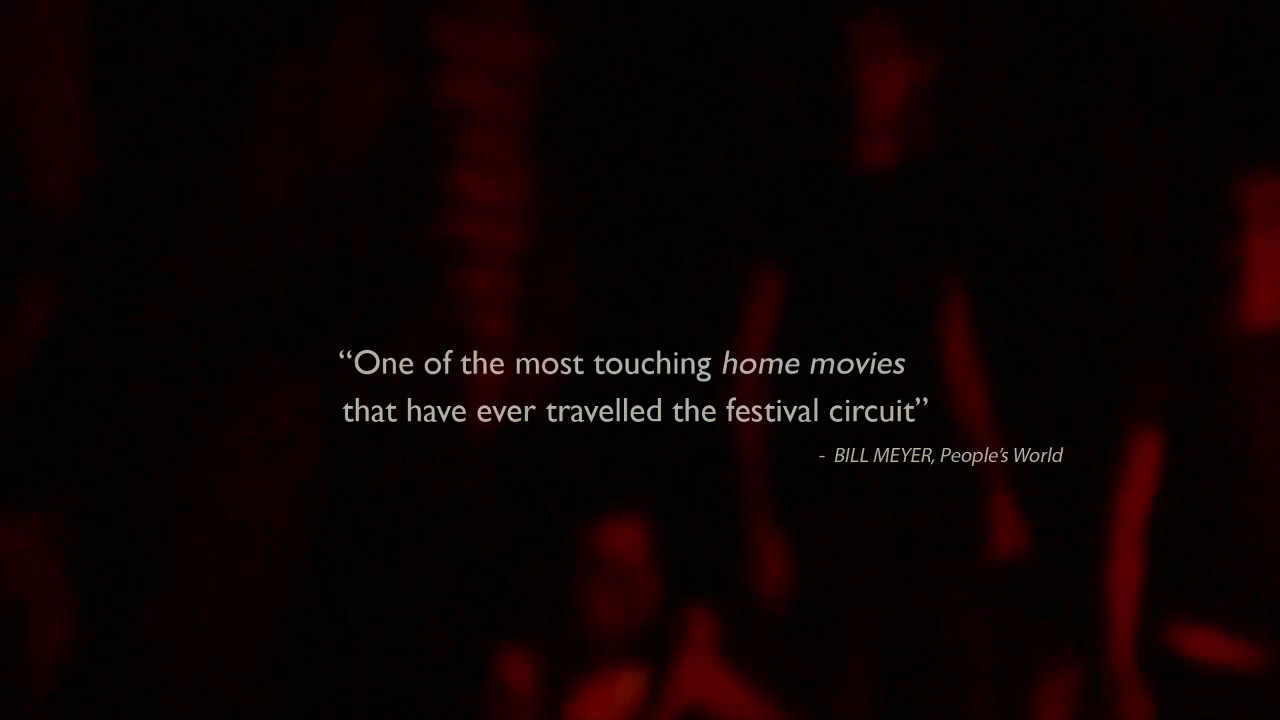 “One of the most touching home movies
that have ever travelled the festival circuit”
- BILL MEYER, People’s World